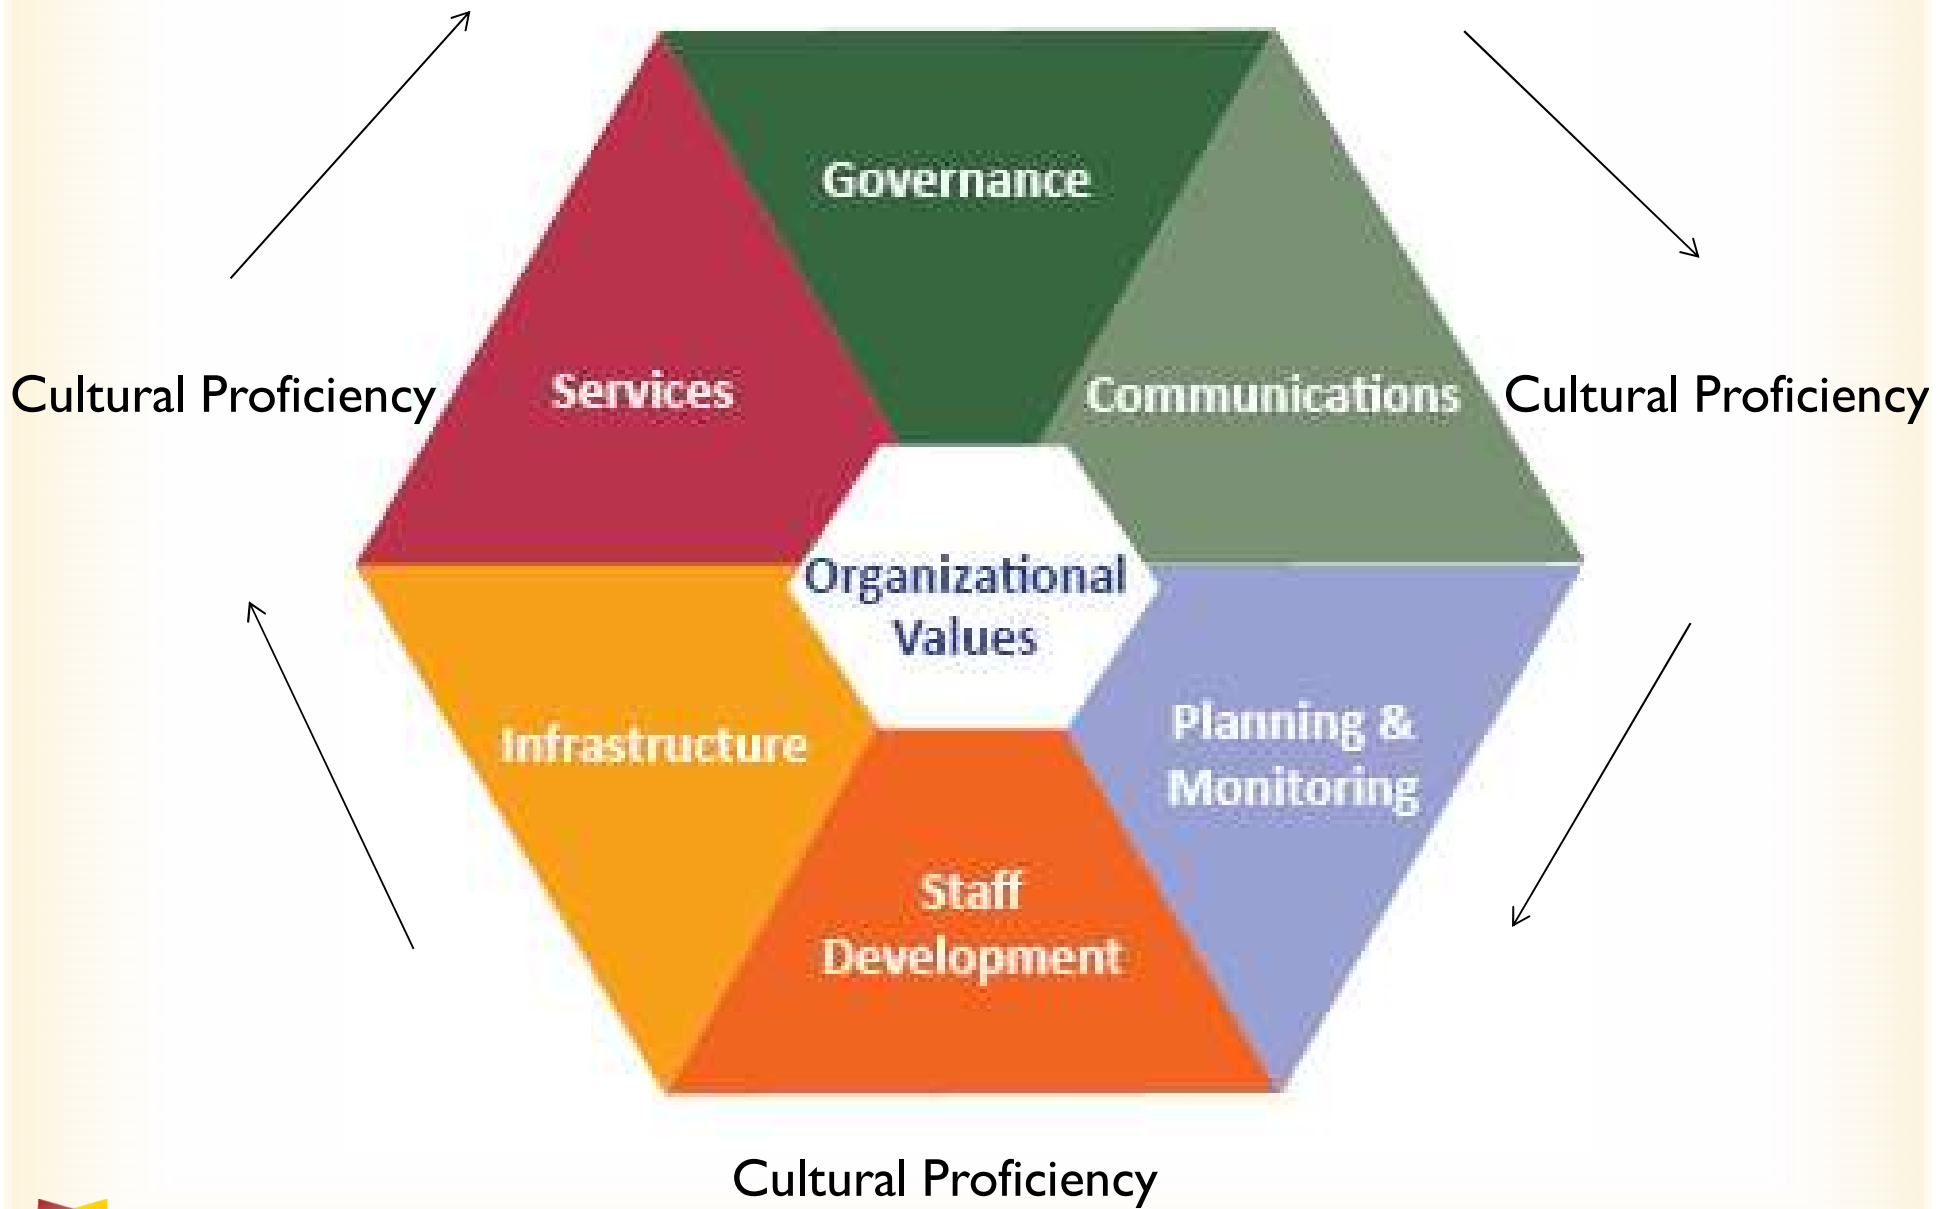 Governance
Cultural Proficiency
Services
Communications
Cultural Proficiency
Organizational
Values
Infrastructure
Planning &
Monitoring
Staff
Development
Cultural Proficiency